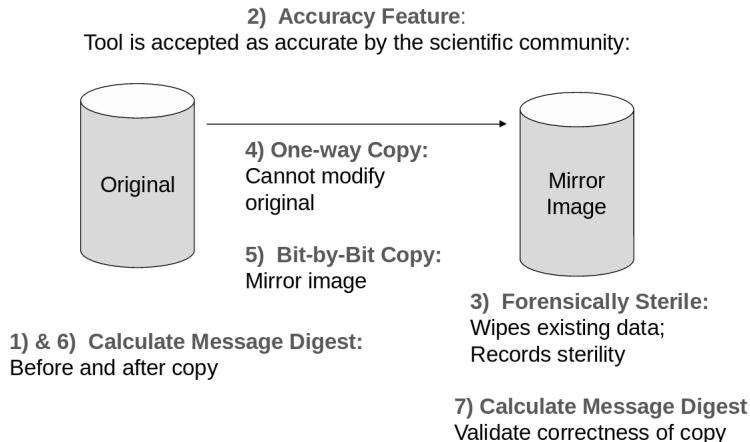 2)  Accuracy Feature:
Tool is accepted as accurate by the scientific community:
Original
4) One-way Copy:
Cannot modify
original
5)  Bit-by-Bit Copy:
Mirror image
Mirror
Image
1) & 6)  Calculate Message Digest:
Before and after copy
3)  Forensically Sterile:
Wipes existing data;
Records sterility
7) Calculate Message Digest
Validate correctness of copy